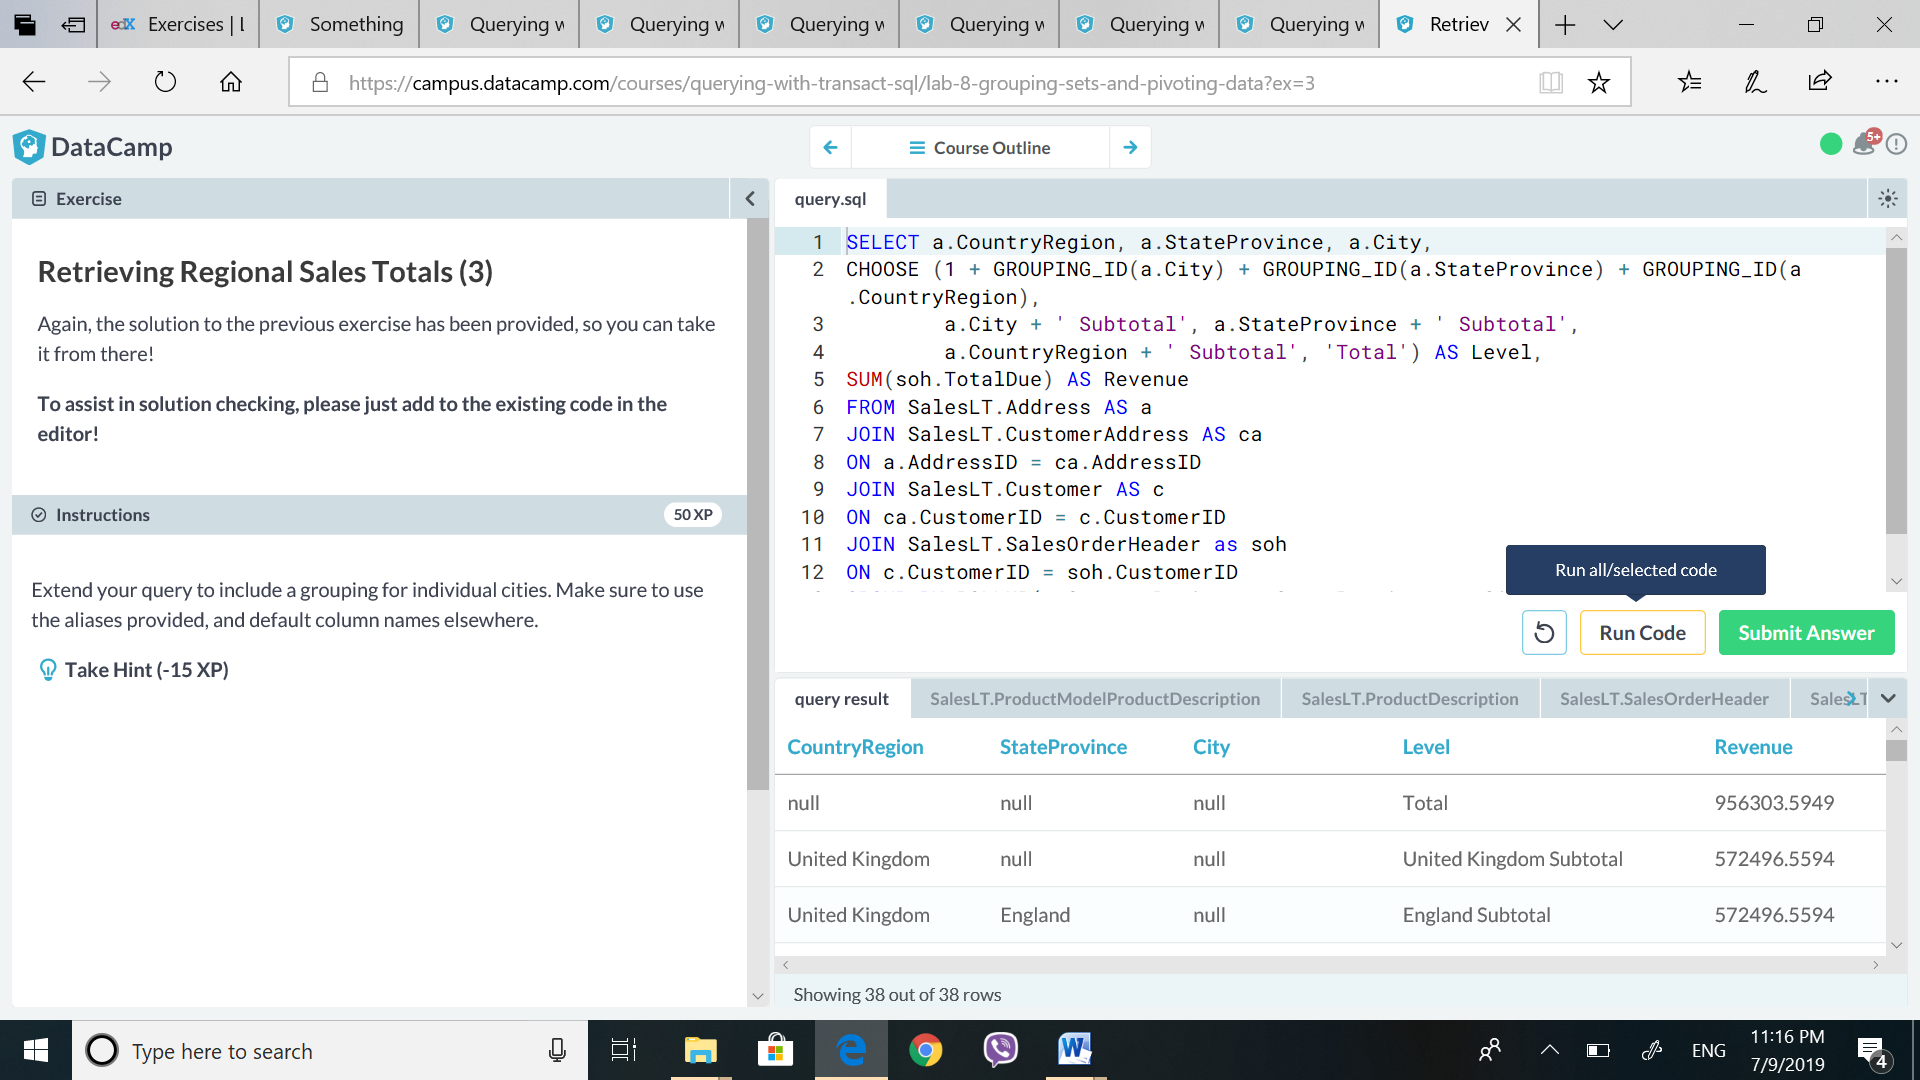 edX Exercises | L
Something
Querying w
Querying w
Querying w
Querying w
Querying w
Querying w
Retriev
https://campus.datacamp.com/courses/querying-with-transact-sql/lab-8-grouping-sets-and-pivoting-data?ex=3
DataCamp
Course Outline
5+
Exercise
Retrieving Regional Sales Totals (3)
Again, the solution to the previous exercise has been provided, so you can take
it from there!
To assist in solution checking, please just add to the existing code in the
editor!
Instructions
50 XP
Extend your query to include a grouping for individual cities. Make sure to use
the aliases provided, and default column names elsewhere.
Take Hint (-15 XP)
query.sql
1 SELECT a.CountryRegion, a.StateProvince, a.City,
2 CHOOSE (1 + GROUPING_ID(a.City) + GROUPING_ID(a.StateProvince) + GROUPING_ID(a
.CountryRegion),
3 a.City + ' Subtotal', a.StateProvince + ' Subtotal',
4 a.CountryRegion + ' Subtotal', 'Total') AS Level,
5 SUM(soh.TotalDue) AS Revenue
6 FROM SalesLT.Address AS a
7 JOIN SalesLT.CustomerAddress AS ca
8 ON a.AddressID = ca.AddressID
9 JOIN SalesLT.Customer AS c
10 ON ca.CustomerID = c.CustomerID
11 JOIN SalesLT.SalesOrderHeader as soh
12 ON c.CustomerID = soh.CustomerID
Run all/selected code
Run Code
Submit Answer
query result
SalesLT.ProductModelProductDescription
SalesLT.ProductDescription
SalesLT.SalesOrderHeader
SalesLT
CountryRegion StateProvince City Level Revenue
null null null Total 956303.5949
United Kingdom null null United Kingdom Subtotal 572496.5594
United Kingdom England null England Subtotal 572496.5594
Showing 38 out of 38 rows
Type here to search
ENG
11:16 PM
7/9/2019
4